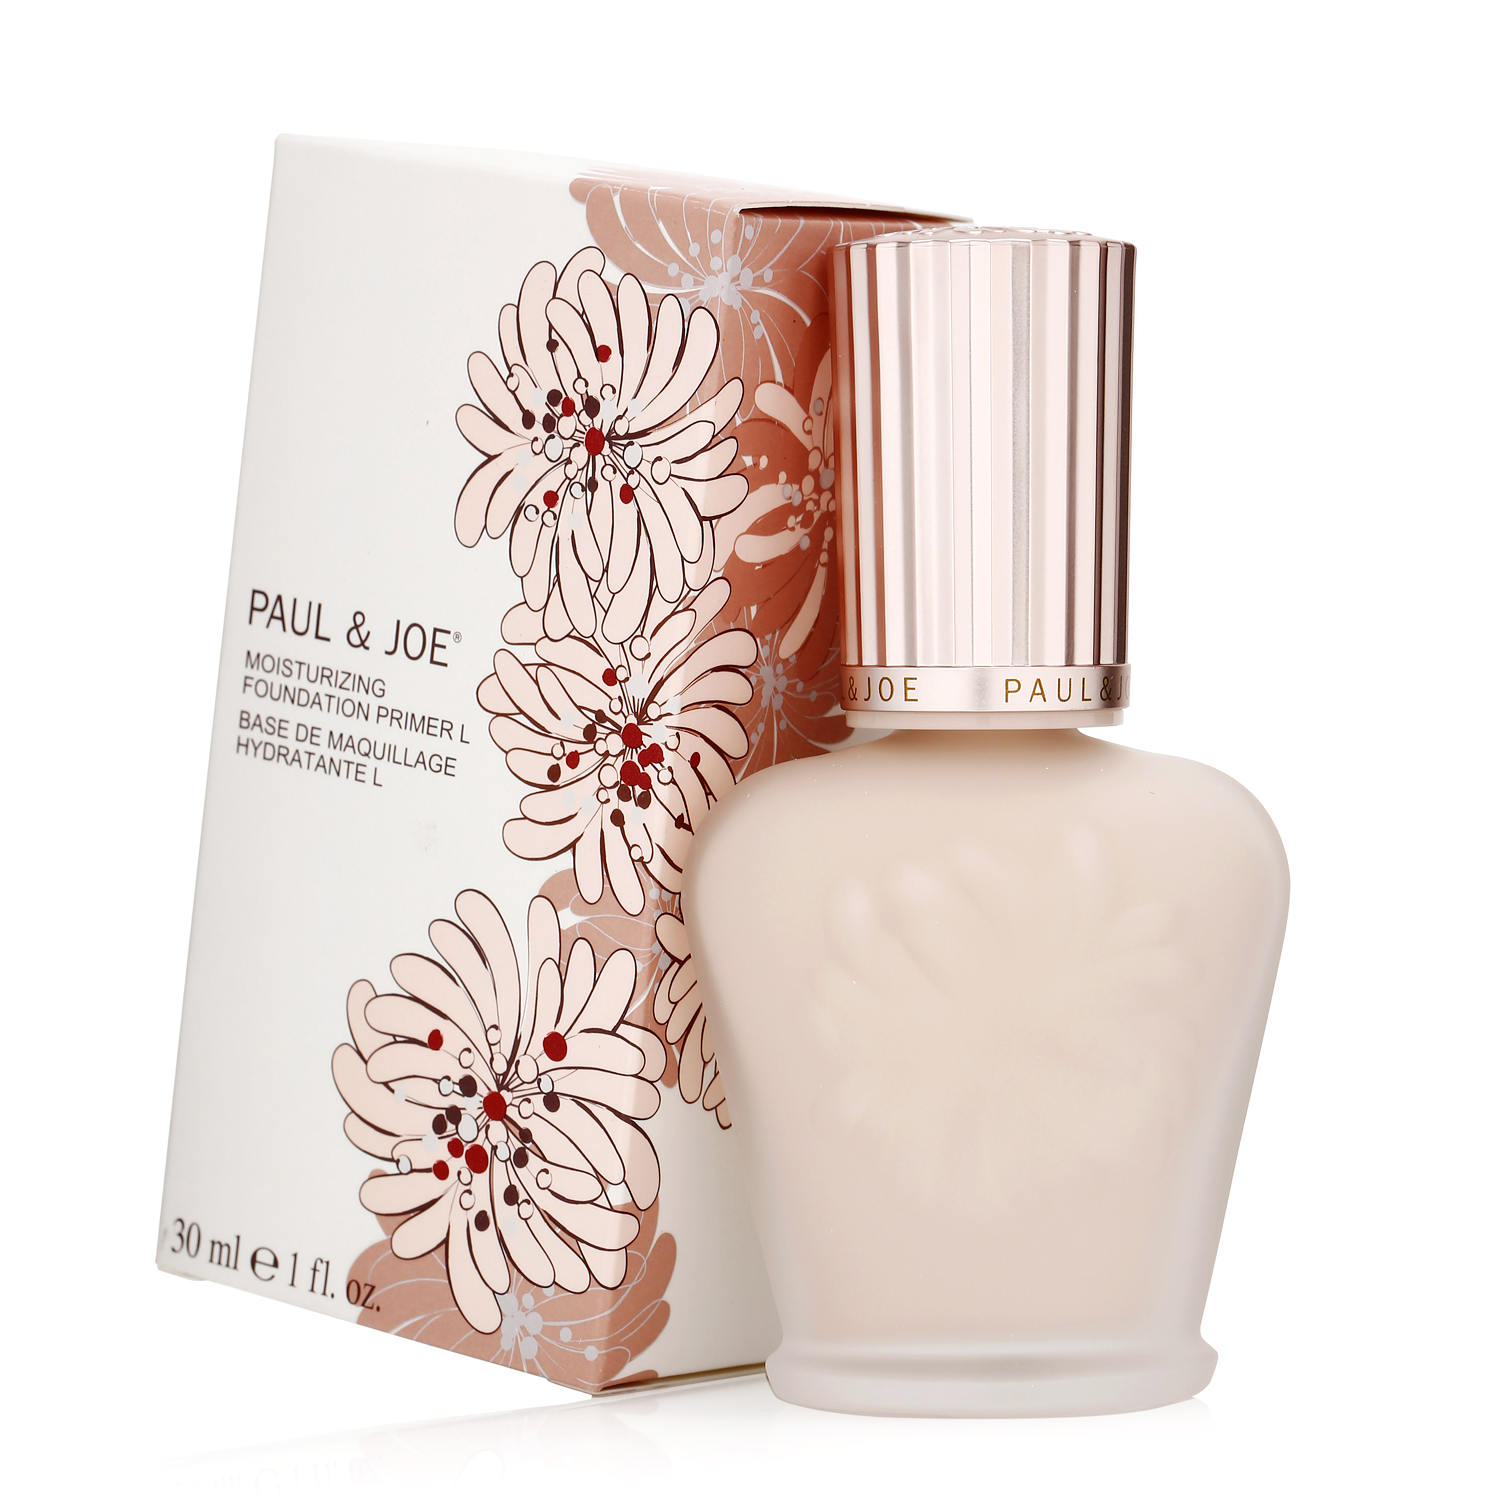 PAUL & JOE®
MOISTURIZING
FOUNDATION PRIMER L
BASE DE MAQUILLAGE
HYDRATANTE L
30 ml ℮ 1 fl. oz.
&JOE PAUL&JO